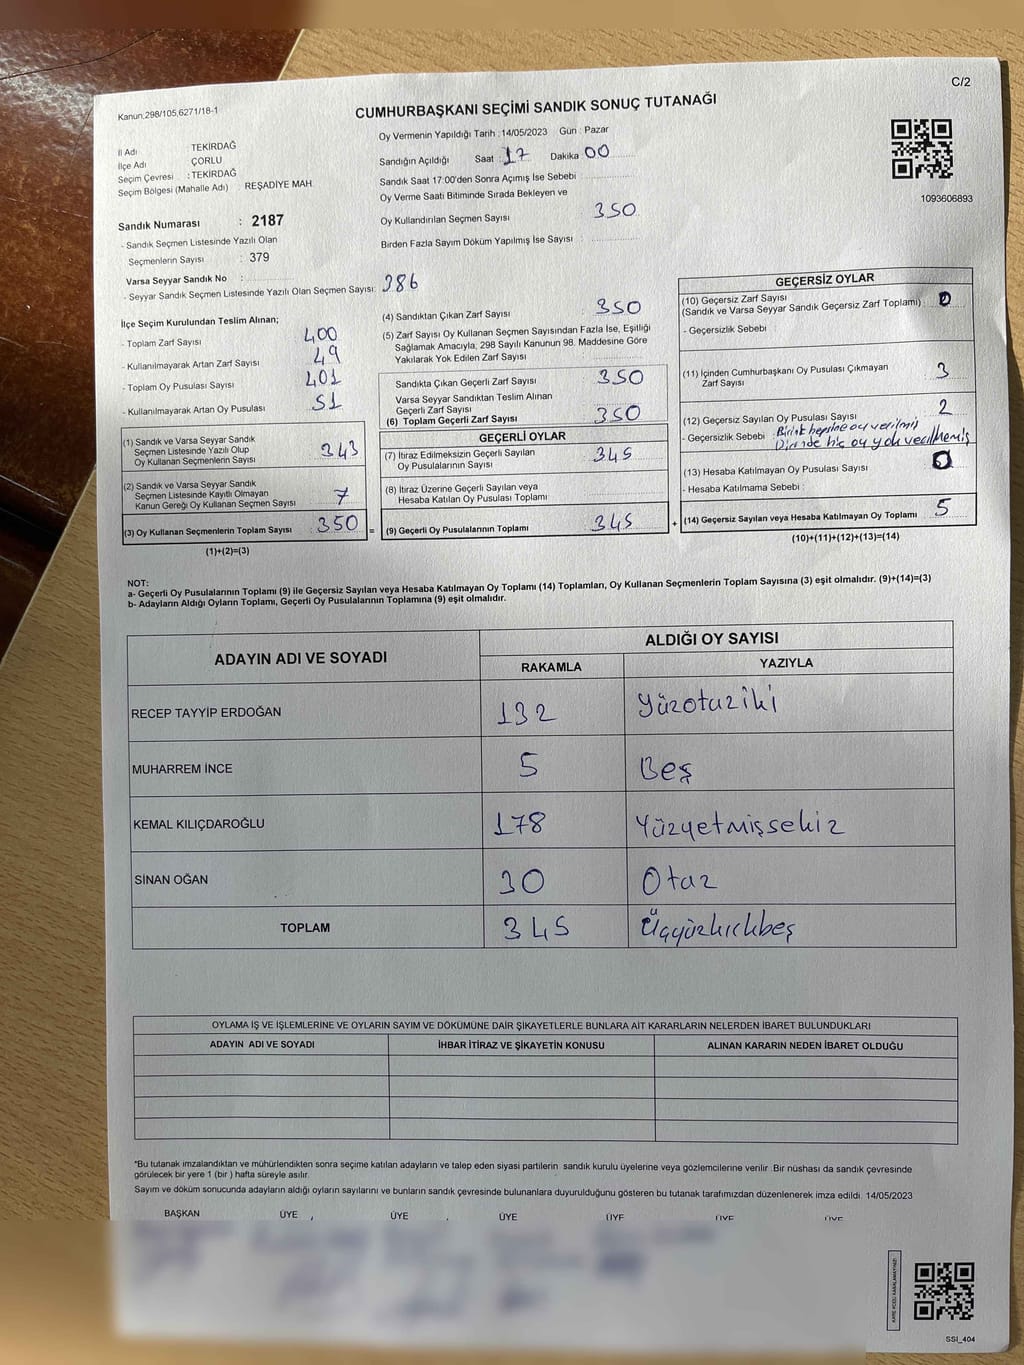 C/2
Kanun.298/105,6271/18-1
CUMHURBAŞKANI SEÇİMİ SANDIK SONUÇ TUTANAĞI
İl Adı TEKİRDAĞ
İlçe Adı ÇORLU
Seçim Çevresi : TEKİRDAĞ
Seçim Bölgesi (Mahalle Adı) REŞADİYE MAH
Sandık Numarası : 2187
- Sandık Seçmen Listesinde Yazılı Olan
Seçmenlerin Sayısı : 379
Varsa Seyyar Sandık No :
- Seyyar Sandık Seçmen Listesinde Yazılı Olan Seçmen Sayısı: 386
Oy Vermenin Yapıldığı Tarih : 14/05/2023 Gün : Pazar
Sandığın Açıldığı Saat : 17 Dakika 00
Sandık Saat 17:00'den Sonra Açımış İse Sebebi
Oy Verme Saati Bitiminde Sırada Bekleyen ve
Oy Kullandırılan Seçmen Sayısı 350
Birden Fazla Sayım Döküm Yapılmış İse Sayısı :
1093606893
İlçe Seçim Kurulundan Teslim Alınan;
- Toplam Zarf Sayısı 400
- Kullanılmayarak Artan Zarf Sayısı 49
- Toplam Oy Pusulası Sayısı 401
- Kullanılmayarak Artan Oy Pusulası 51
(1) Sandık ve Varsa Seyyar Sandık
Seçmen Listesinde Yazılı Olup
Oy Kullanan Seçmenlerin Sayısı 343
(2) Sandık ve Varsa Seyyar Sandık
Seçmen Listesinde Kayıtlı Olmayan
Kanun Gereği Oy Kullanan Seçmen Sayısı 7
(3) Oy Kullanan Seçmenlerin Toplam Sayısı 350 =
(1)+(2)=(3)
(4) Sandıktan Çıkan Zarf Sayısı 350
(5) Zarf Sayısı Oy Kullanan Seçmen Sayısından Fazla İse, Eşitliği
Sağlamak Amacıyla, 298 Sayılı Kanunun 98. Maddesine Göre
Yakılarak Yok Edilen Zarf Sayısı
Sandıkta Çıkan Geçerli Zarf Sayısı 350
Varsa Seyyar Sandıktan Teslim Alınan
Geçerli Zarf Sayısı
(6) Toplam Geçerli Zarf Sayısı 350
GEÇERLİ OYLAR
(7) İtiraz Edilmeksizin Geçerli Sayılan
Oy Pusulalarının Sayısı 345
(8) İtiraz Üzerine Geçerli Sayılan veya
Hesaba Katılan Oy Pusulası Toplamı
(9) Geçerli Oy Pusulalarının Toplamı 345 +
GEÇERSİZ OYLAR
(10) Geçersiz Zarf Sayısı
(Sandık ve Varsa Seyyar Sandık Geçersiz Zarf Toplamı) 0
- Geçersizlik Sebebi
(11) İçinden Cumhurbaşkanı Oy Pusulası Çıkmayan
Zarf Sayısı 3
(12) Geçersiz Sayılan Oy Pusulası Sayısı 2
- Geçersizlik Sebebi : hepsine oy verilmiş
hiç oy yok
(13) Hesaba Katılmayan Oy Pusulası Sayısı 0
- Hesaba Katılmama Sebebi :
(14) Geçersiz Sayılan veya Hesaba Katılmayan Oy Toplamı 5
(10)+(11)+(12)+(13)=(14)
NOT:
a- Geçerli Oy Pusulalarının Toplamı (9) ile Geçersiz Sayılan veya Hesaba Katılmayan Oy Toplamı (14) Toplamları, Oy Kullanan Seçmenlerin Toplam Sayısına (3) eşit olmalıdır. (9)+(14)=(3)
b- Adayların Aldığı Oyların Toplamı, Geçerli Oy Pusulalarının Toplamına (9) eşit olmalıdır.
ADAYIN ADI VE SOYADI ALDIĞI OY SAYISI
RAKAMLA YAZIYLA
RECEP TAYYİP ERDOĞAN 132 Yüzotuziki
MUHARREM İNCE 5 Beş
KEMAL KILIÇDAROĞLU 178 Yüzyetmişsekiz
SİNAN OĞAN 30 Otuz
TOPLAM 345 Üçyüzkırkbeş
OYLAMA İŞ VE İŞLEMLERİNE VE OYLARIN SAYIM VE DÖKÜMÜNE DAİR ŞİKAYETLERLE BUNLARA AİT KARARLARIN NELERDEN İBARET BULUNDUKLARI
ADAYIN ADI VE SOYADI İHBAR İTİRAZ VE ŞİKAYETİN KONUSU ALINAN KARARIN NEDEN İBARET OLDUĞU
*Bu tutanak imzalandıktan ve mühürlendikten sonra seçime katılan adayların ve talep eden siyasi partilerin sandık kurulu üyelerine veya gözlemcilerine verilir. Bir nüshası da sandık çevresinde
görülecek bir yere 1 (bir ) hafta süreyle asılır.
Sayım ve döküm sonucunda adayların aldığı oyların sayılarını ve bunların sandık çevresinde bulunanlara duyurulduğunu gösteren bu tutanak tarafımızdan düzenlenerek imza edildi. 14/05/2023
BAŞKAN ÜYE ÜYE ÜYE ÜYE ÜYE ÜYE
SSI_404